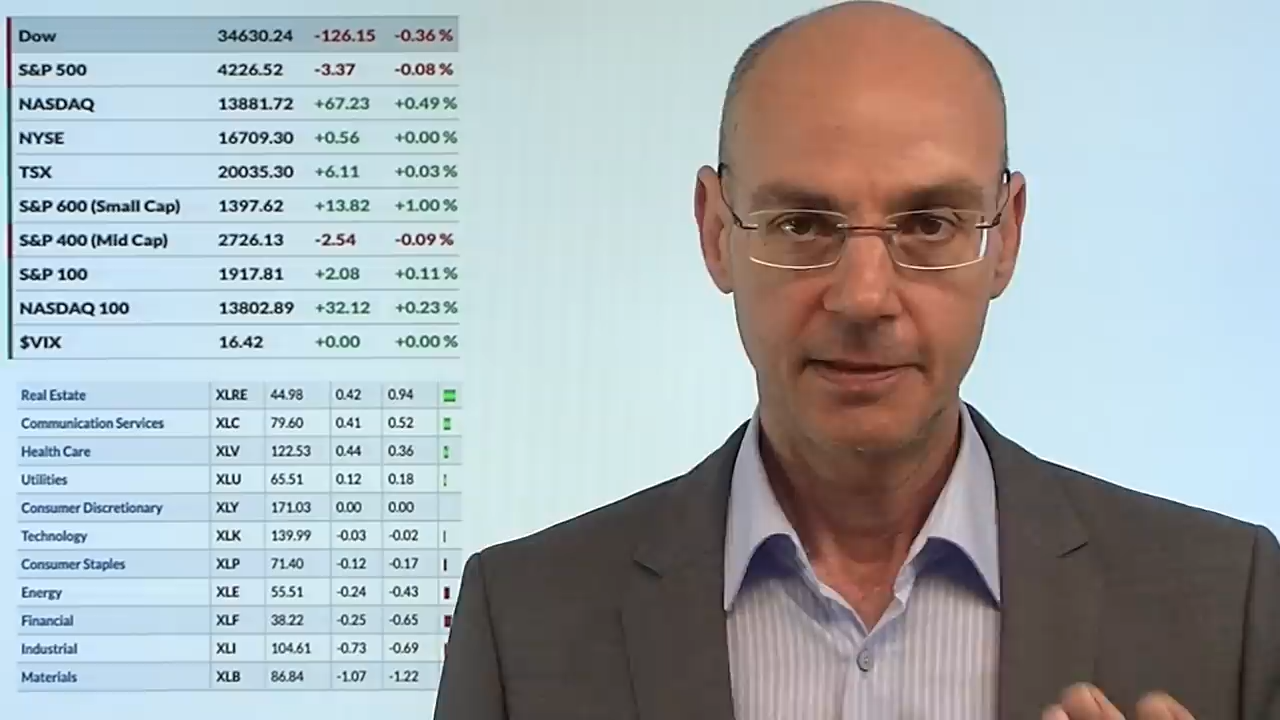 Dow 34630.24 -126.15 -0.36 %
S&P 500 4226.52 -3.37 -0.08 %
NASDAQ 13881.72 +67.23 +0.49 %
NYSE 16709.30 +0.56 +0.00 %
TSX 20035.30 +6.11 +0.03 %
S&P 600 (Small Cap) 1397.62 +13.82 +1.00 %
S&P 400 (Mid Cap) 2726.13 -2.54 -0.09 %
S&P 100 1917.81 +2.08 +0.11 %
NASDAQ 100 13802.89 +32.12 +0.23 %
$VIX 16.42 +0.00 +0.00 %
Real Estate XLRE 44.98 0.42 0.94
Communication Services XLC 79.60 0.41 0.52
Health Care XLV 122.53 0.44 0.36
Utilities XLU 65.51 0.12 0.18
Consumer Discretionary XLY 171.03 0.00 0.00
Technology XLK 139.99 -0.03 -0.02
Consumer Staples XLP 71.40 -0.12 -0.17
Energy XLE 55.51 -0.24 -0.43
Financial XLF 38.22 -0.25 -0.65
Industrial XLI 104.61 -0.73 -0.69
Materials XLB 86.84 -1.07 -1.22